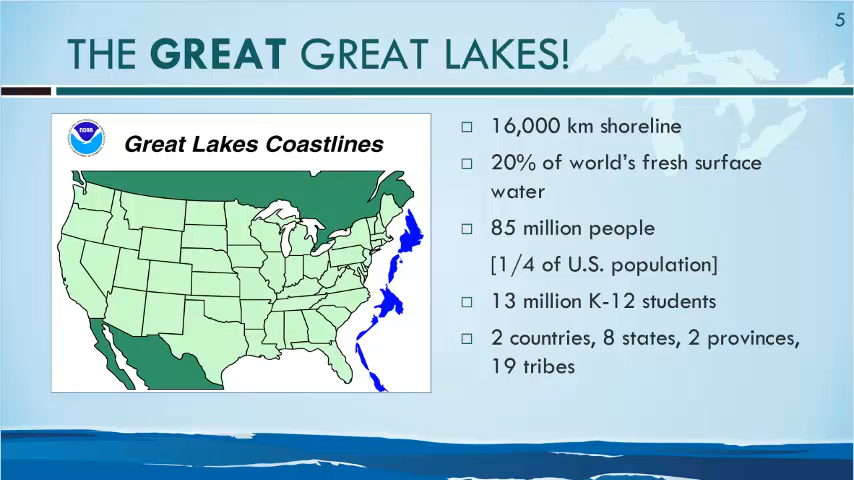 5
THE GREAT GREAT LAKES!
NOAA
Great Lakes Coastlines
16,000 km shoreline
20% of world's fresh surface
water
85 million people
[1/4 of U.S. population]
13 million K-12 students
2 countries, 8 states, 2 provinces,
19 tribes